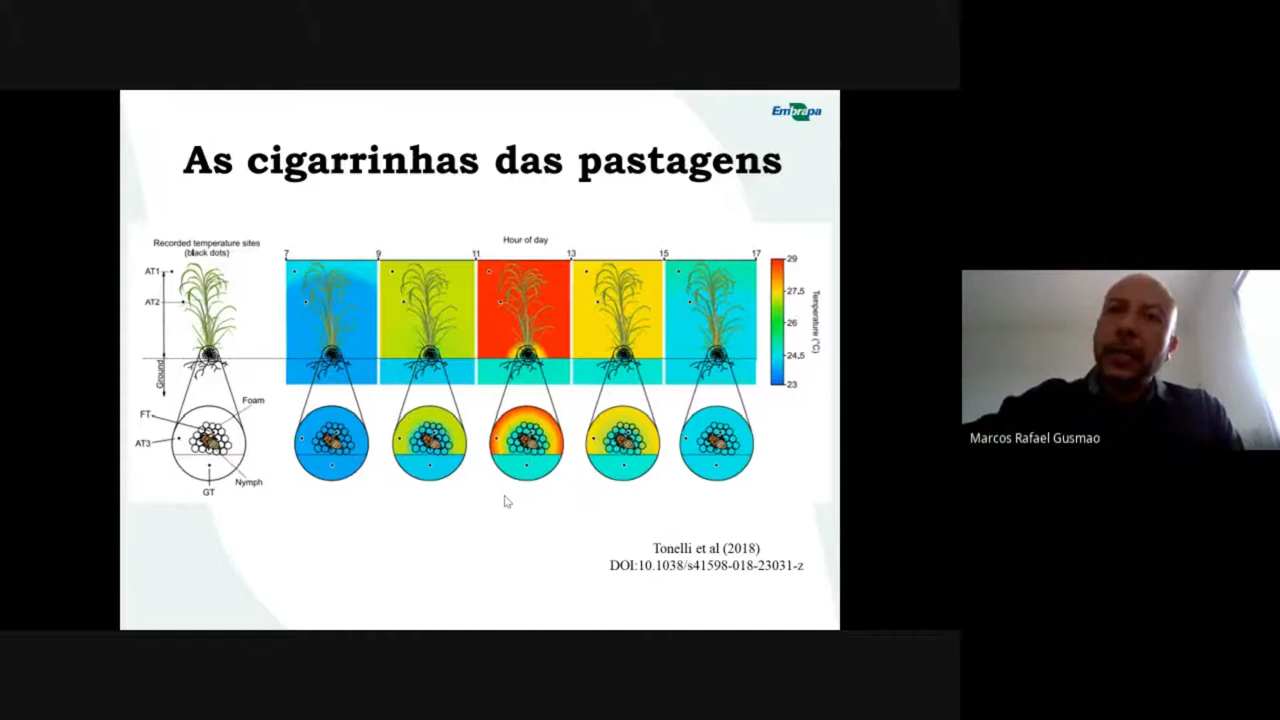 Embrapa
As cigarrinhas das pastagens
Recorded temperature sites
(black dots)
Hour of day
7 9 11 13 15 17
AT1
AT2
Ground
29
27,5
26
24,5
23
Temperature (°C)
Foam
FT
AT3
Nymph
GT
Marcos Rafael Gusmao
Tonelli et al (2018)
DOI:10.1038/s41598-018-23031-z